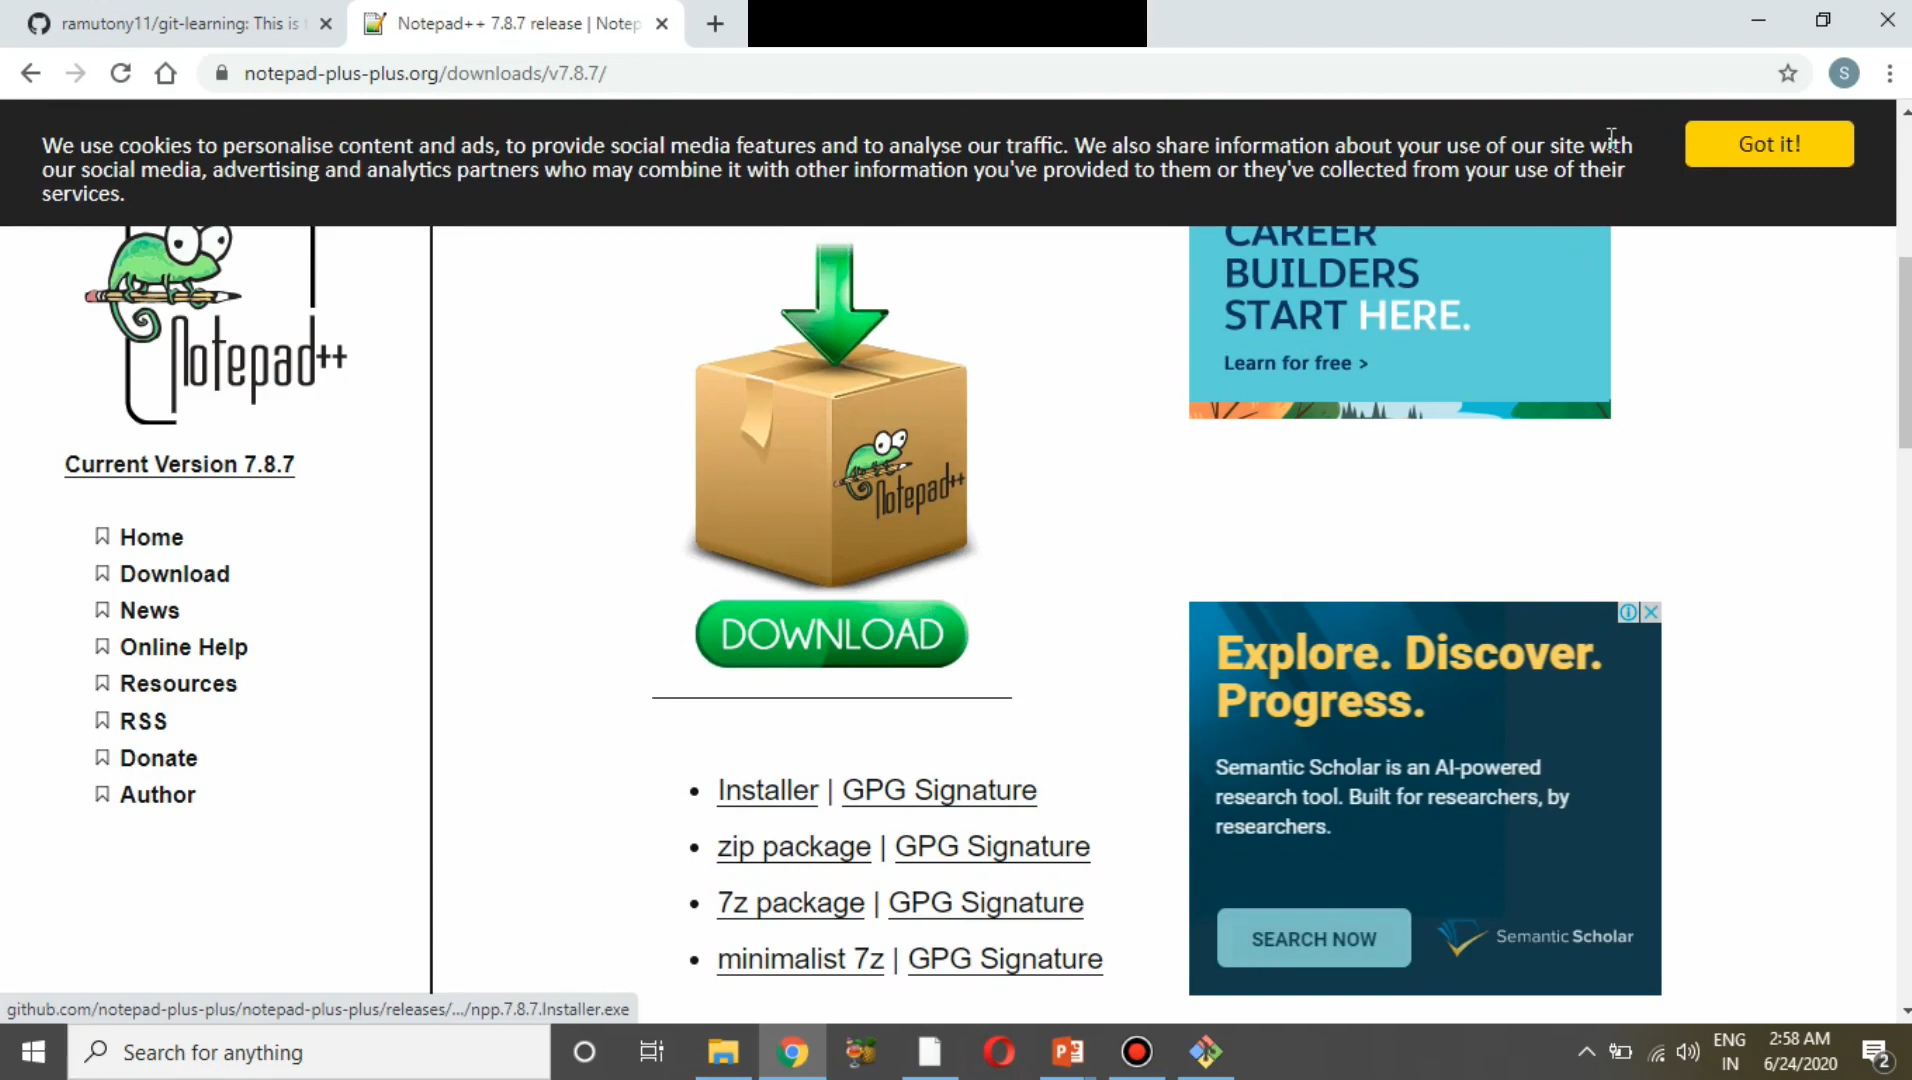 ramutony11/git-learning: This is
Notepad++ 7.8.7 release | Notep
notepad-plus-plus.org/downloads/v7.8.7/
S
We use cookies to personalise content and ads, to provide social media features and to analyse our traffic. We also share information about your use of our site with
our social media, advertising and analytics partners who may combine it with other information you've provided to them or they've collected from your use of their
services.
Got it!
Notepad++
Current Version 7.8.7
Home
Download
News
Online Help
Resources
RSS
Donate
Author
Notepad++
DOWNLOAD
Installer | GPG Signature
zip package | GPG Signature
7z package | GPG Signature
minimalist 7z | GPG Signature
CAREER
BUILDERS
START HERE.
Learn for free >
Explore. Discover.
Progress.
Semantic Scholar is an AI-powered
research tool. Built for researchers, by
researchers.
SEARCH NOW
Semantic Scholar
github.com/notepad-plus-plus/notepad-plus-plus/releases/.../npp.7.8.7.Installer.exe
Search for anything
ENG
IN
2:58 AM
6/24/2020
2